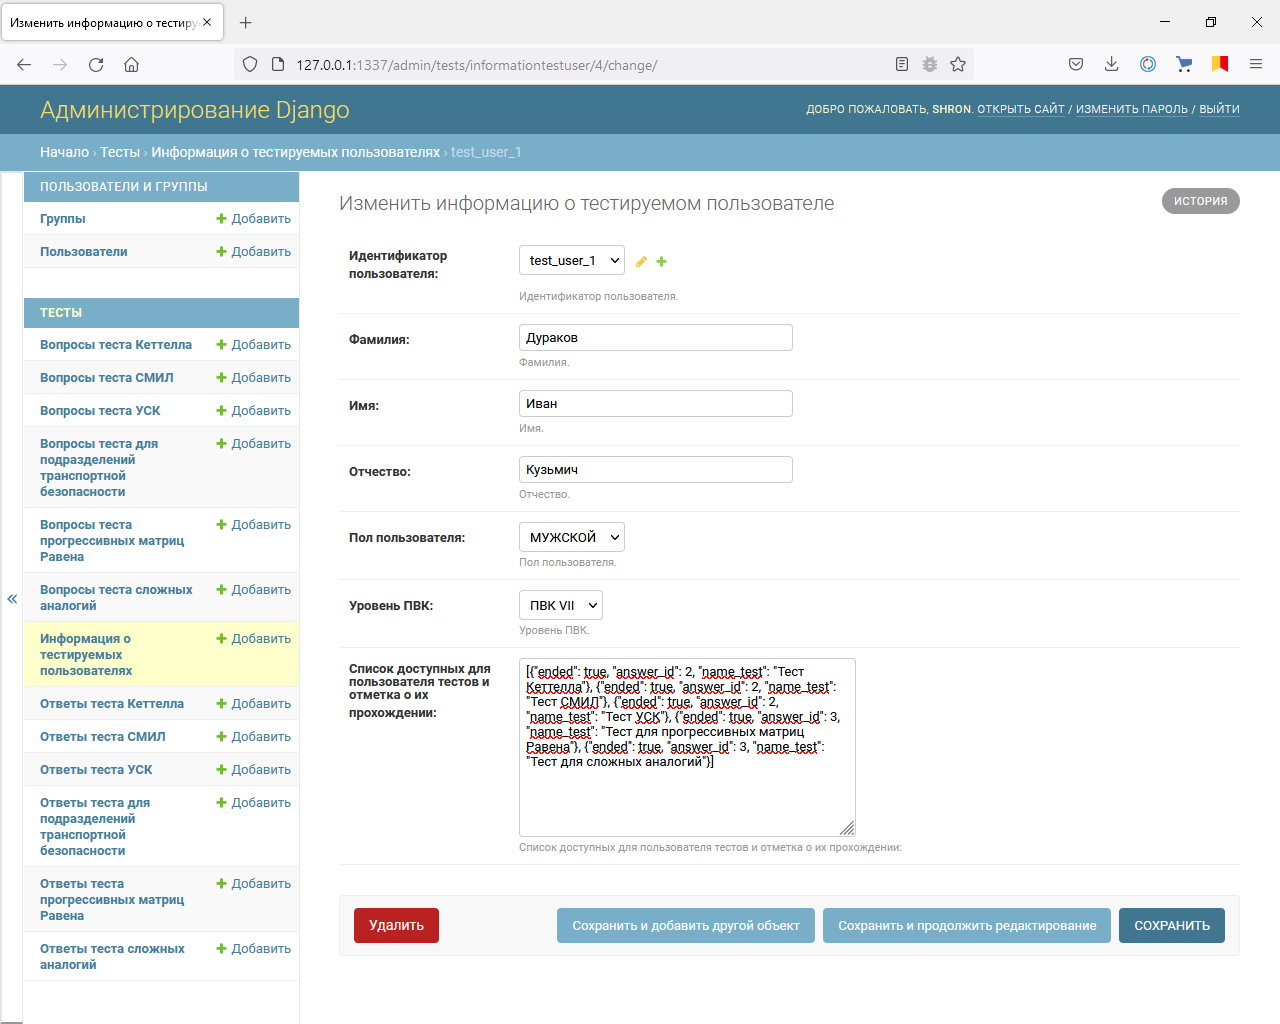 Изменить информацию о тестиру
127.0.0.1:1337/admin/tests/informationtestuser/4/change/
Администрирование Django
ДОБРО ПОЖАЛОВАТЬ, SHRON. ОТКРЫТЬ САЙТ / ИЗМЕНИТЬ ПАРОЛЬ / ВЫЙТИ
Начало › Тесты › Информация о тестируемых пользователях › test_user_1
ПОЛЬЗОВАТЕЛИ И ГРУППЫ
Группы Добавить
Пользователи Добавить
ТЕСТЫ
Вопросы теста Кеттелла Добавить
Вопросы теста СМИЛ Добавить
Вопросы теста УСК Добавить
Вопросы теста для Добавить
подразделений
транспортной
безопасности
Вопросы теста Добавить
прогрессивных матриц
Равена
Вопросы теста сложных Добавить
аналогий
«
Информация о Добавить
тестируемых
пользователях
Ответы теста Кеттелла Добавить
Ответы теста СМИЛ Добавить
Ответы теста УСК Добавить
Ответы теста для Добавить
подразделений
транспортной
безопасности
Ответы теста Добавить
прогрессивных матриц
Равена
Ответы теста сложных Добавить
аналогий
Изменить информацию о тестируемом пользователе
ИСТОРИЯ
Идентификатор
пользователя:
test_user_1
Идентификатор пользователя.
Фамилия:
Дураков
Фамилия.
Имя:
Иван
Имя.
Отчество:
Кузьмич
Отчество.
Пол пользователя:
МУЖСКОЙ
Пол пользователя.
Уровень ПВК:
ПВК VII
Уровень ПВК.
Список доступных для
пользователя тестов и
отметка о их
прохождении:
[{"ended": true, "answer_id": 2, "name_test": "Тест
Кеттелла"}, {"ended": true, "answer_id": 2, "name_test":
"Тест СМИЛ"}, {"ended": true, "answer_id": 2,
"name_test": "Тест УСК"}, {"ended": true, "answer_id": 3,
"name_test": "Тест для прогрессивных матриц
Равена"}, {"ended": true, "answer_id": 3, "name_test":
"Тест для сложных аналогий"}]
Список доступных для пользователя тестов и отметка о их прохождении:
Удалить
Сохранить и добавить другой объект
Сохранить и продолжить редактирование
СОХРАНИТЬ